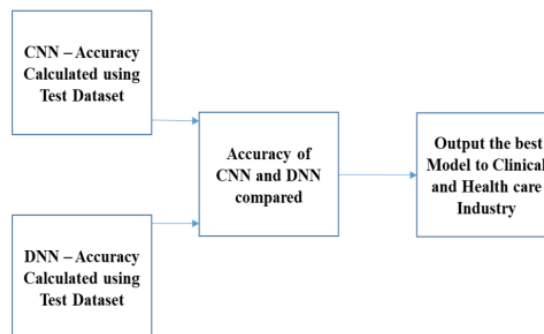 CNN – Accuracy
Calculated using
Test Dataset
Accuracy of
CNN and DNN
compared
Output the best
Model to Clinical
and Health care
Industry
DNN – Accuracy
Calculated using
Test Dataset